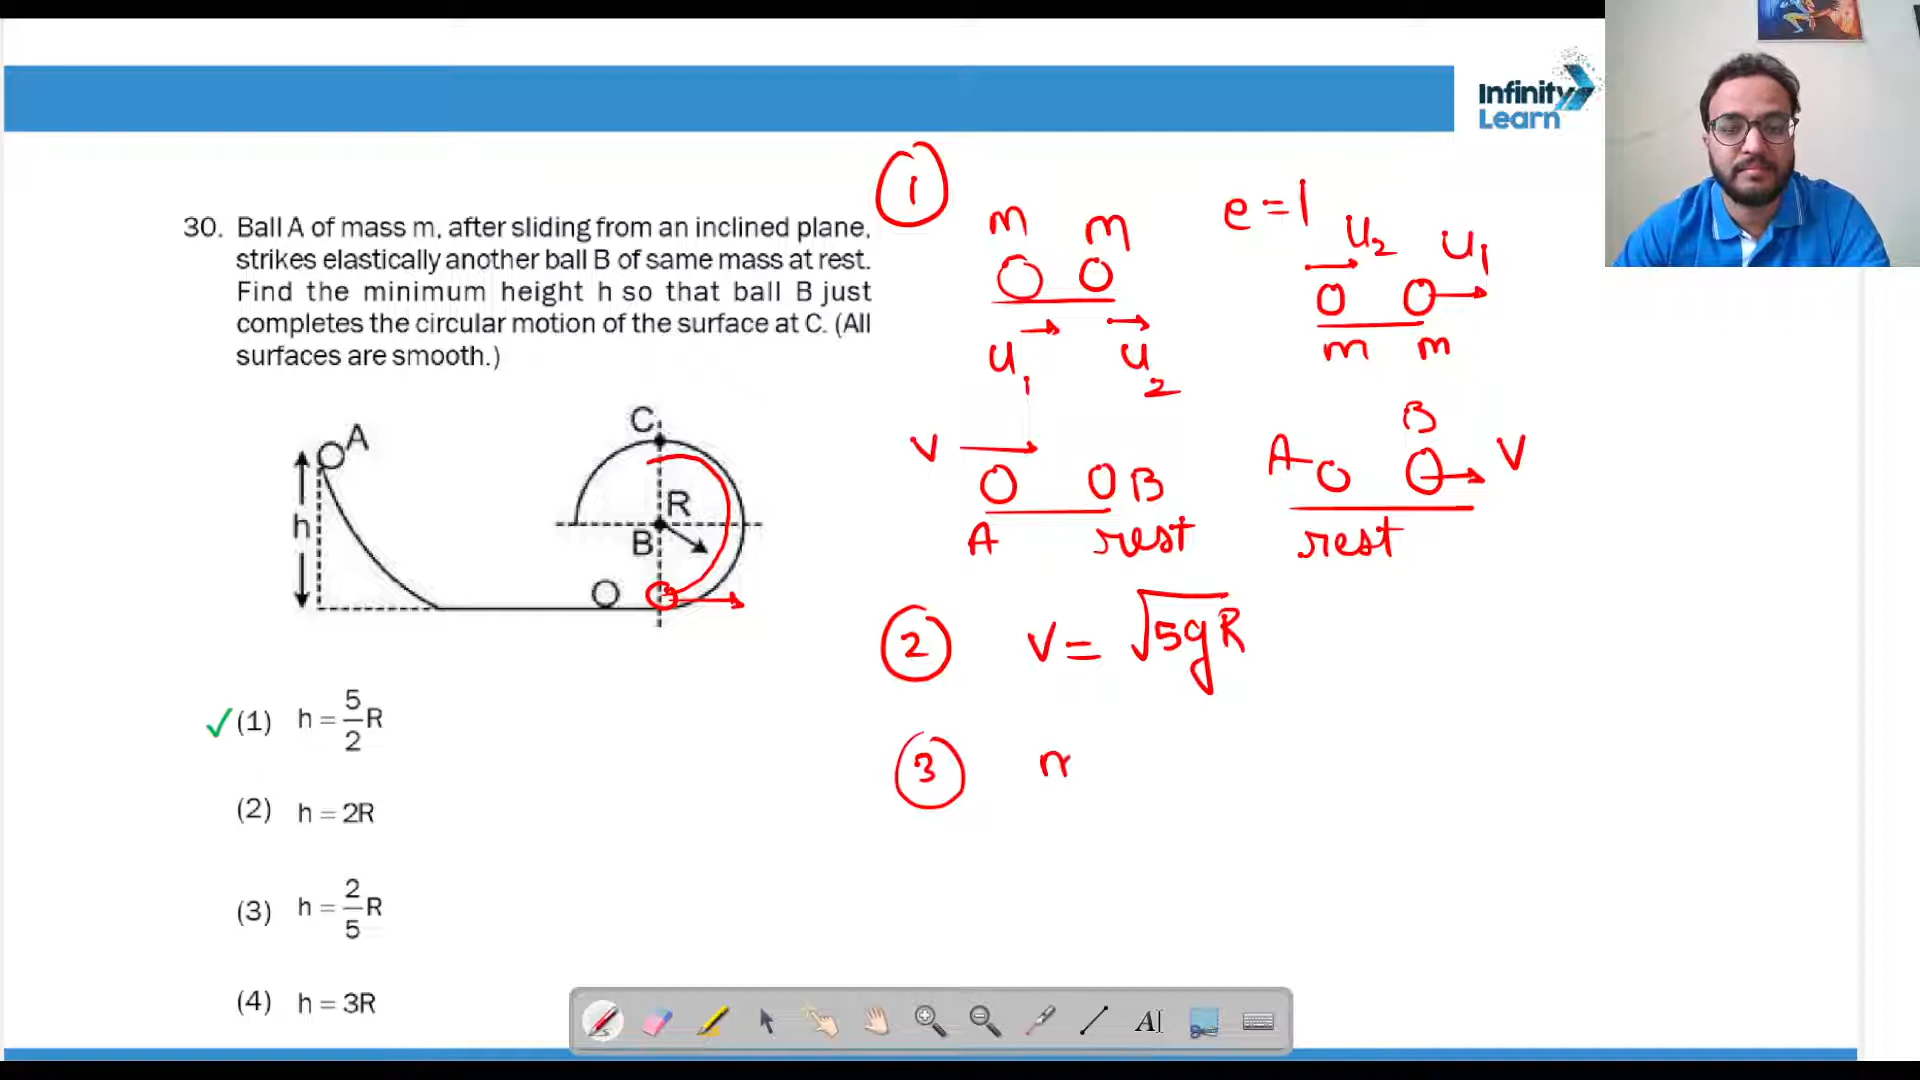 Infinity
Learn
30. Ball A of mass m, after sliding from an inclined plane,
strikes elastically another ball B of same mass at rest.
Find the minimum height h so that ball B just
completes the circular motion of the surface at C. (All
surfaces are smooth.)
A
h
C
R
B
✓(1) h = 5/2 R
(2) h = 2R
(3) h = 2/5 R
(4) h = 3R
1
m m
u1 u2
e = 1
u2 u1
m m
V
A B
rest
A B V
rest
2 V = √5gR
3 m
A